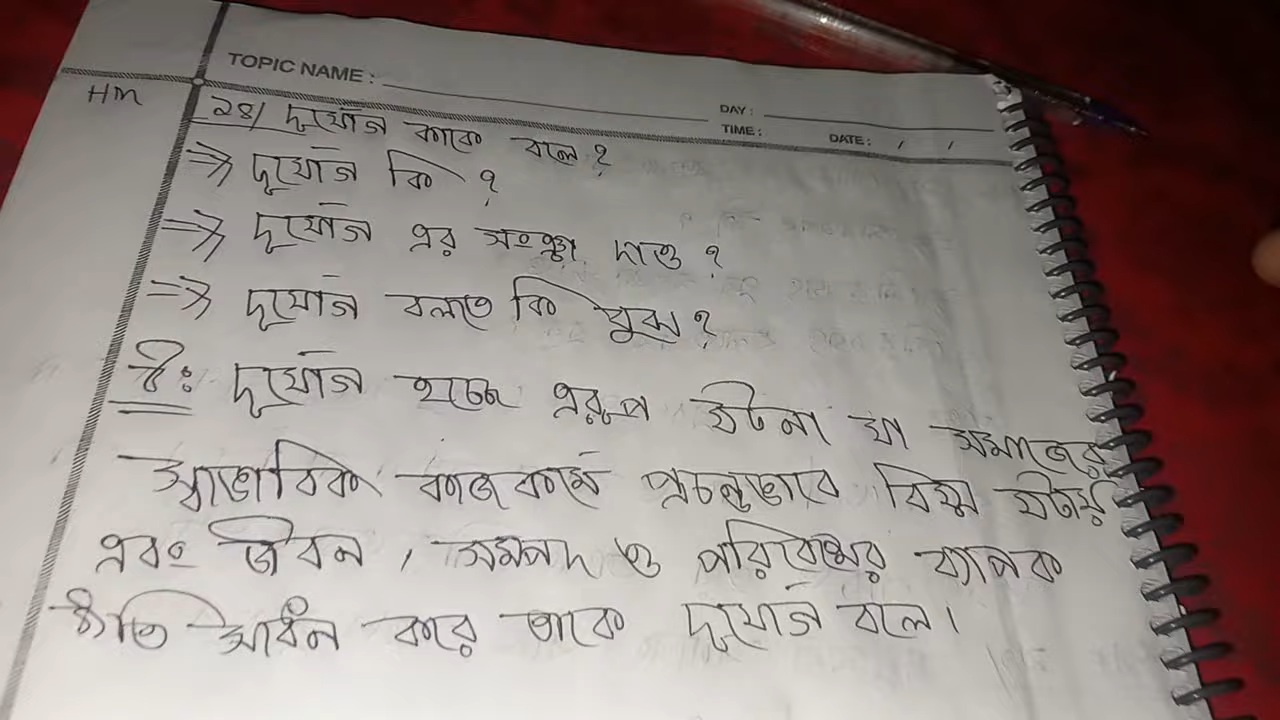 TOPIC NAME :
DAY :
TIME :
DATE : / /
HM
২৪/ দূর্যোগ কাকে বলে ?
⇒ দূর্যোগ কি ?
⇒ দূর্যোগ এর সংজ্ঞা দাও ?
⇒ দূর্যোগ বলতে কি বুঝ ?
উঃ দূর্যোগ হচ্ছে এরূপ ঘটনা যা সমাজের
স্বাভাবিক কাজকর্মে প্রচন্ডভাবে বিঘ্ন ঘটায়
এবং জীবন , সম্পদ ও পরিবেশের ব্যাপক
ক্ষতি সাধন করে তাকে দূর্যোগ বলে।